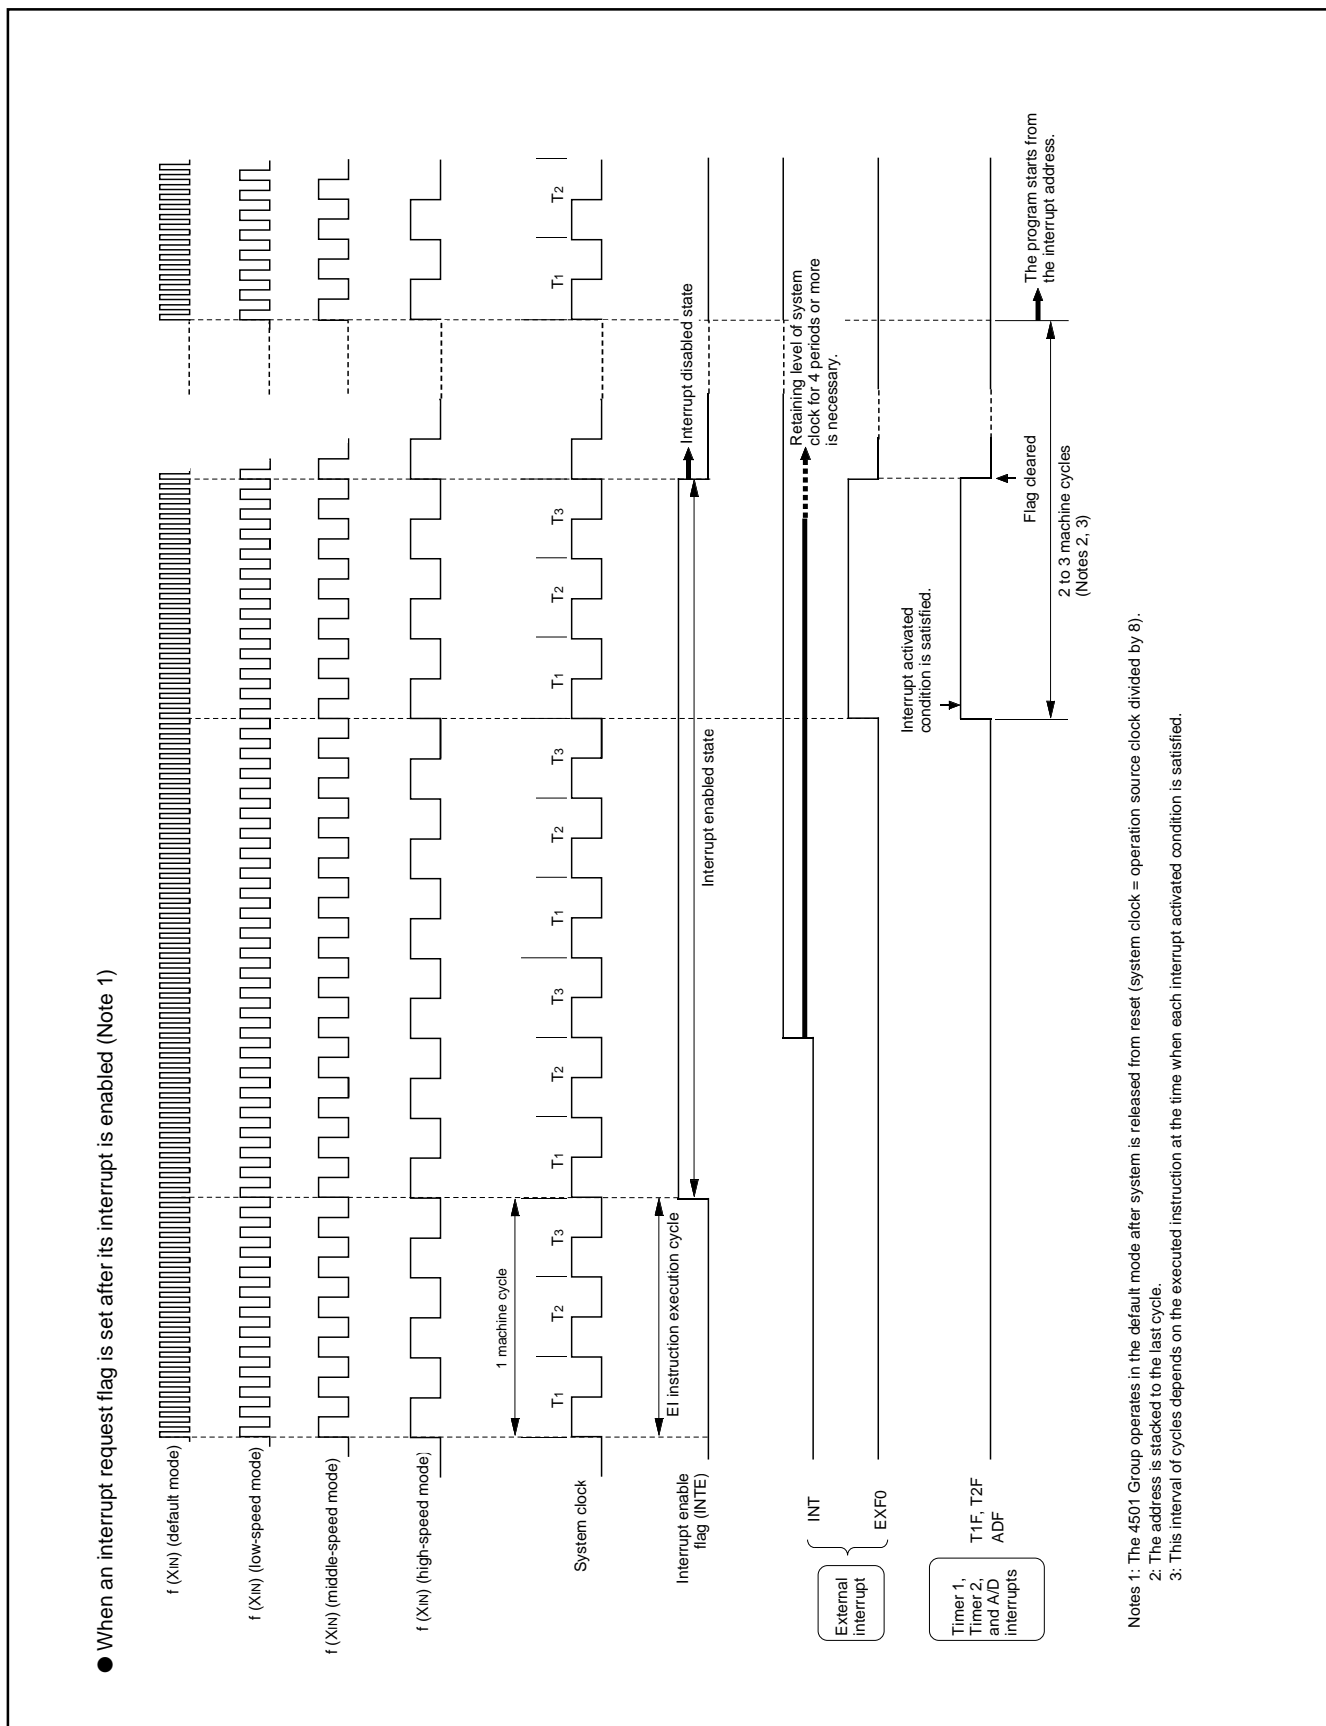 ● When an interrupt request flag is set after its interrupt is enabled (Note 1)
f (XIN) (default mode)
f (XIN) (low-speed mode)
f (XIN) (middle-speed mode)
f (XIN) (high-speed mode)
1 machine cycle
T1 T2 T3 T1 T2 T3 T1 T2 T3 T1 T2 T3 T1 T2
System clock
EI instruction execution cycle
Interrupt enable
flag (INTE)
Interrupt enabled state
Interrupt disabled state
External
interrupt
INT
Retaining level of system
clock for 4 periods or more
is necessary.
EXF0
Timer 1,
Timer 2,
and A/D
interrupts
T1F, T2F
ADF
Interrupt activated
condition is satisfied.
Flag cleared
2 to 3 machine cycles
(Notes 2, 3)
The program starts from
the interrupt address.
Notes 1: The 4501 Group operates in the default mode after system is released from reset (system clock = operation source clock divided by 8).
2: The address is stacked to the last cycle.
3: This interval of cycles depends on the executed instruction at the time when each interrupt activated condition is satisfied.